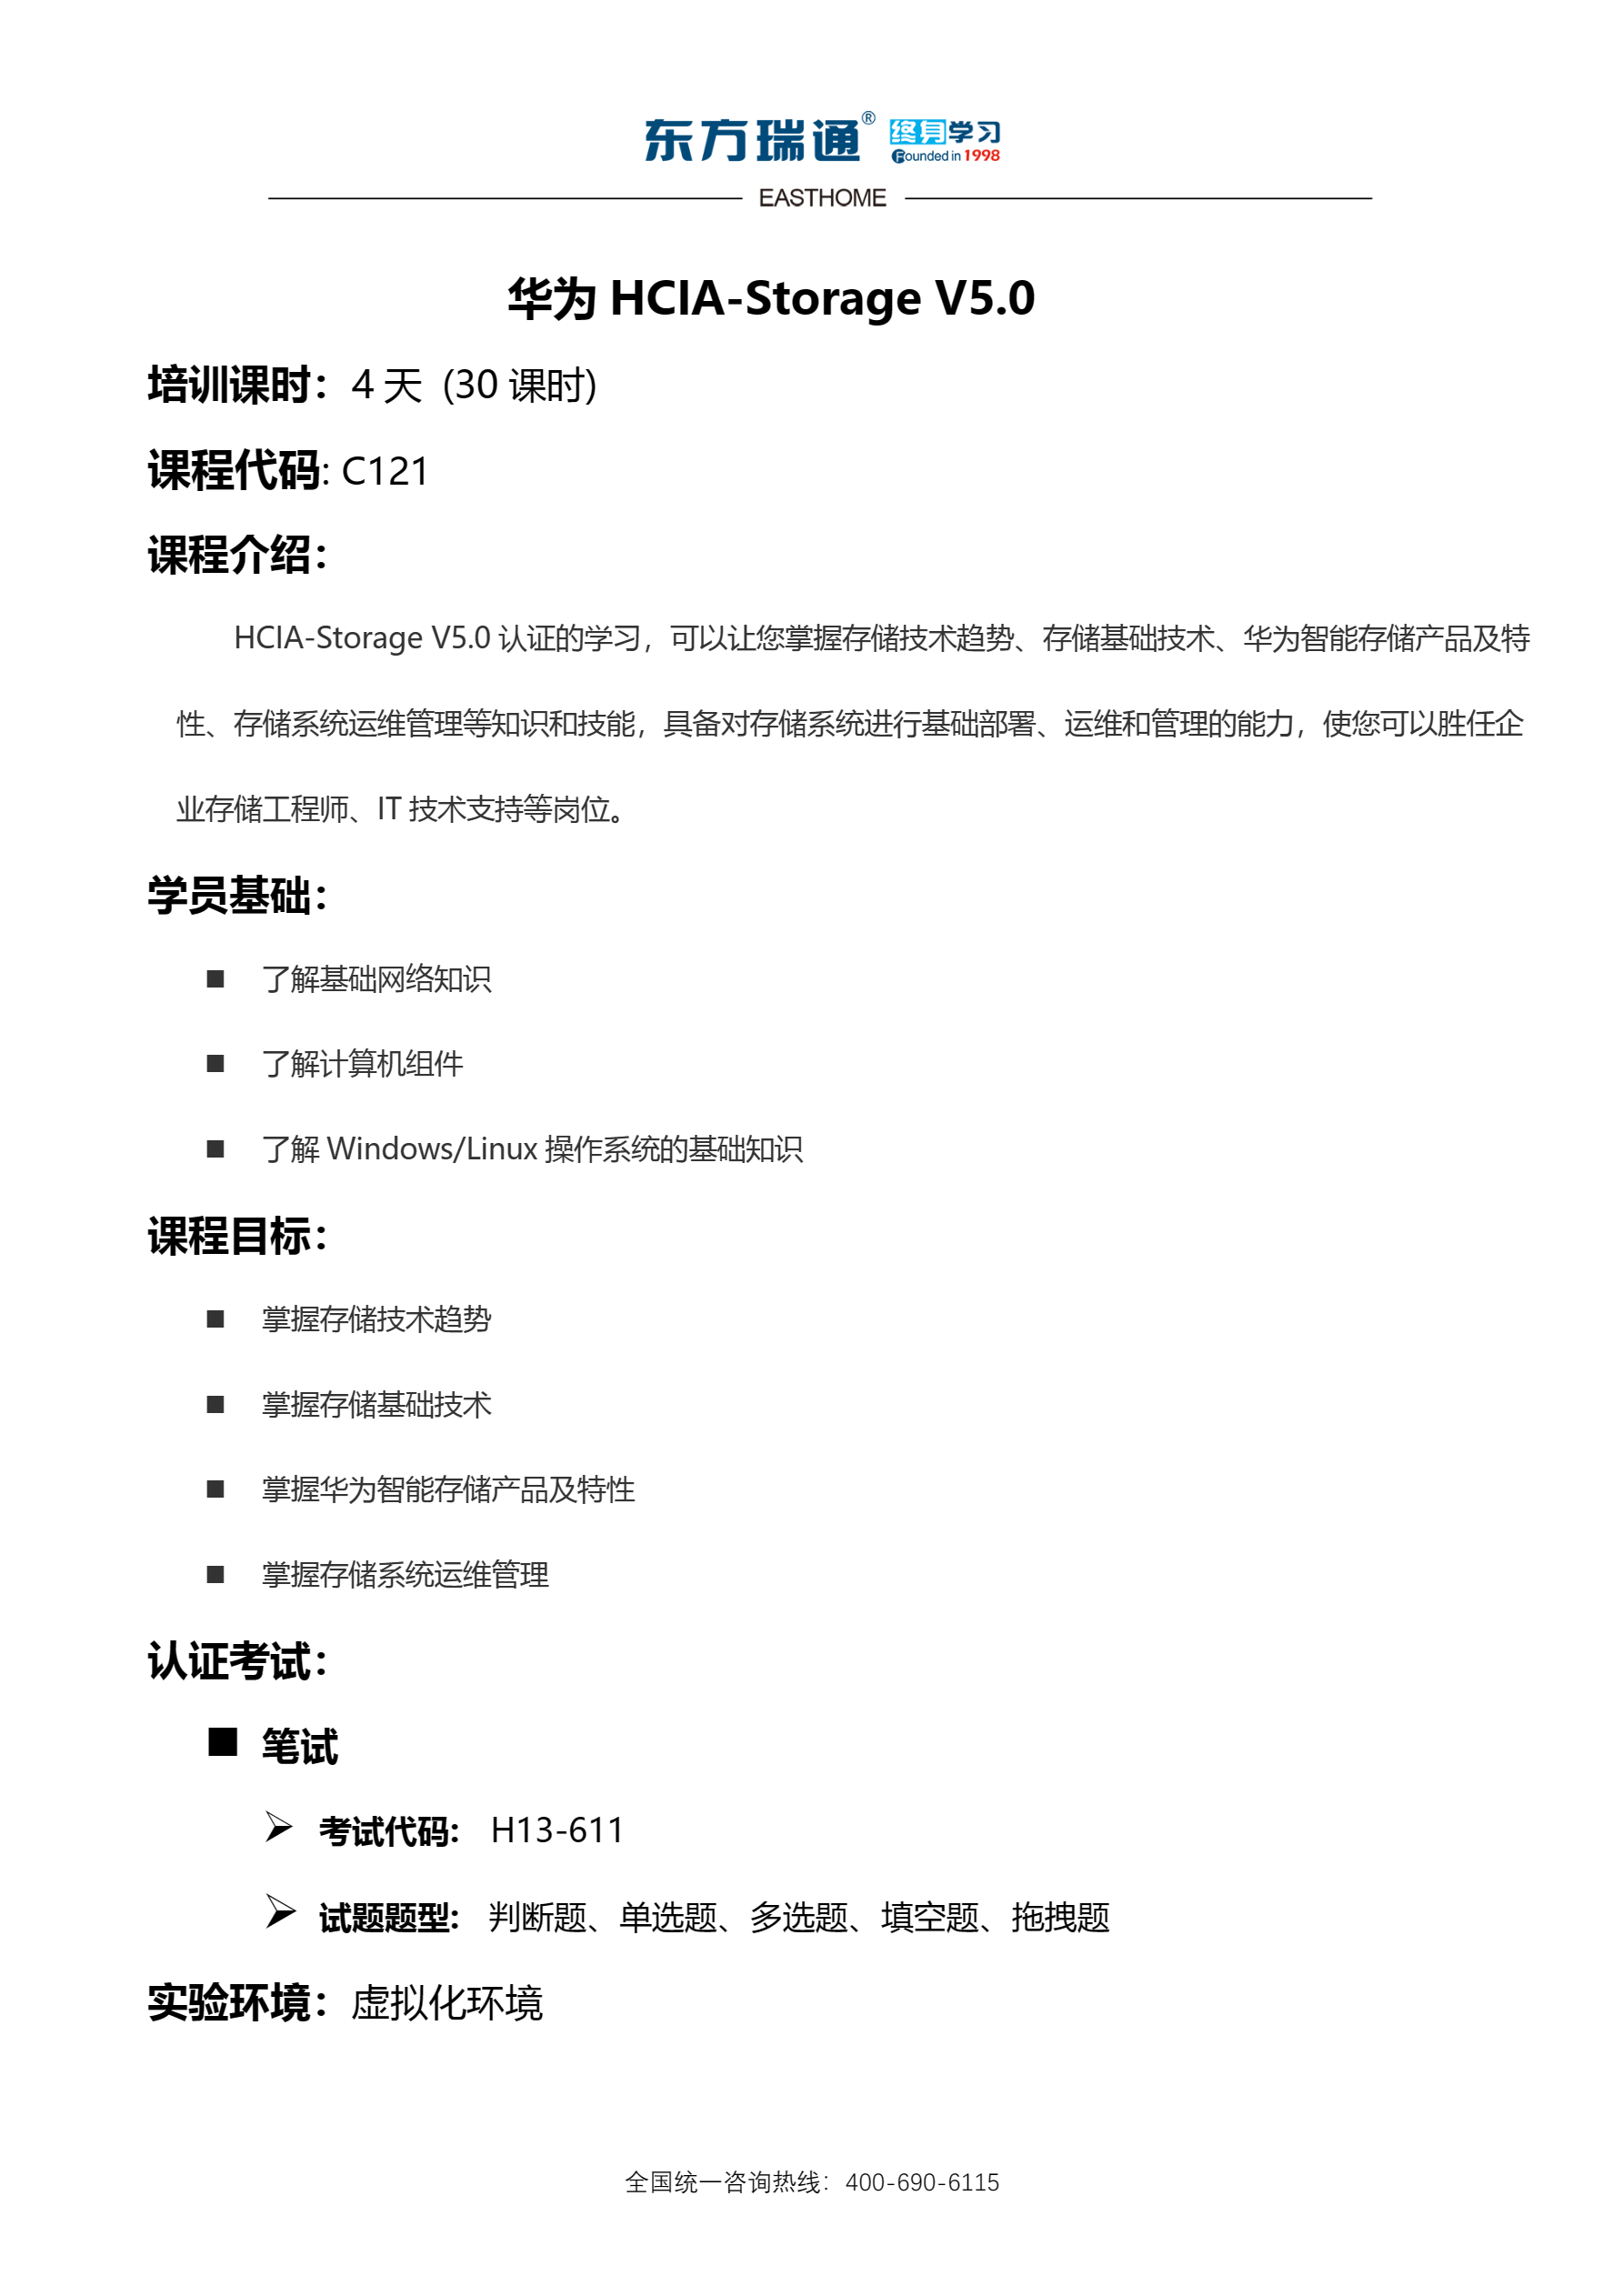 东方瑞通® 终身学习
Founded in 1998
EASTHOME
华为 HCIA-Storage V5.0
培训课时：4 天 (30 课时)
课程代码: C121
课程介绍：
HCIA-Storage V5.0 认证的学习，可以让您掌握存储技术趋势、存储基础技术、华为智能存储产品及特
性、存储系统运维管理等知识和技能，具备对存储系统进行基础部署、运维和管理的能力，使您可以胜任企
业存储工程师、IT 技术支持等岗位。
学员基础：
■ 了解基础网络知识
■ 了解计算机组件
■ 了解 Windows/Linux 操作系统的基础知识
课程目标：
■ 掌握存储技术趋势
■ 掌握存储基础技术
■ 掌握华为智能存储产品及特性
■ 掌握存储系统运维管理
认证考试：
■ 笔试
➢ 考试代码： H13-611
➢ 试题题型： 判断题、单选题、多选题、填空题、拖拽题
实验环境：虚拟化环境
全国统一咨询热线：400-690-6115